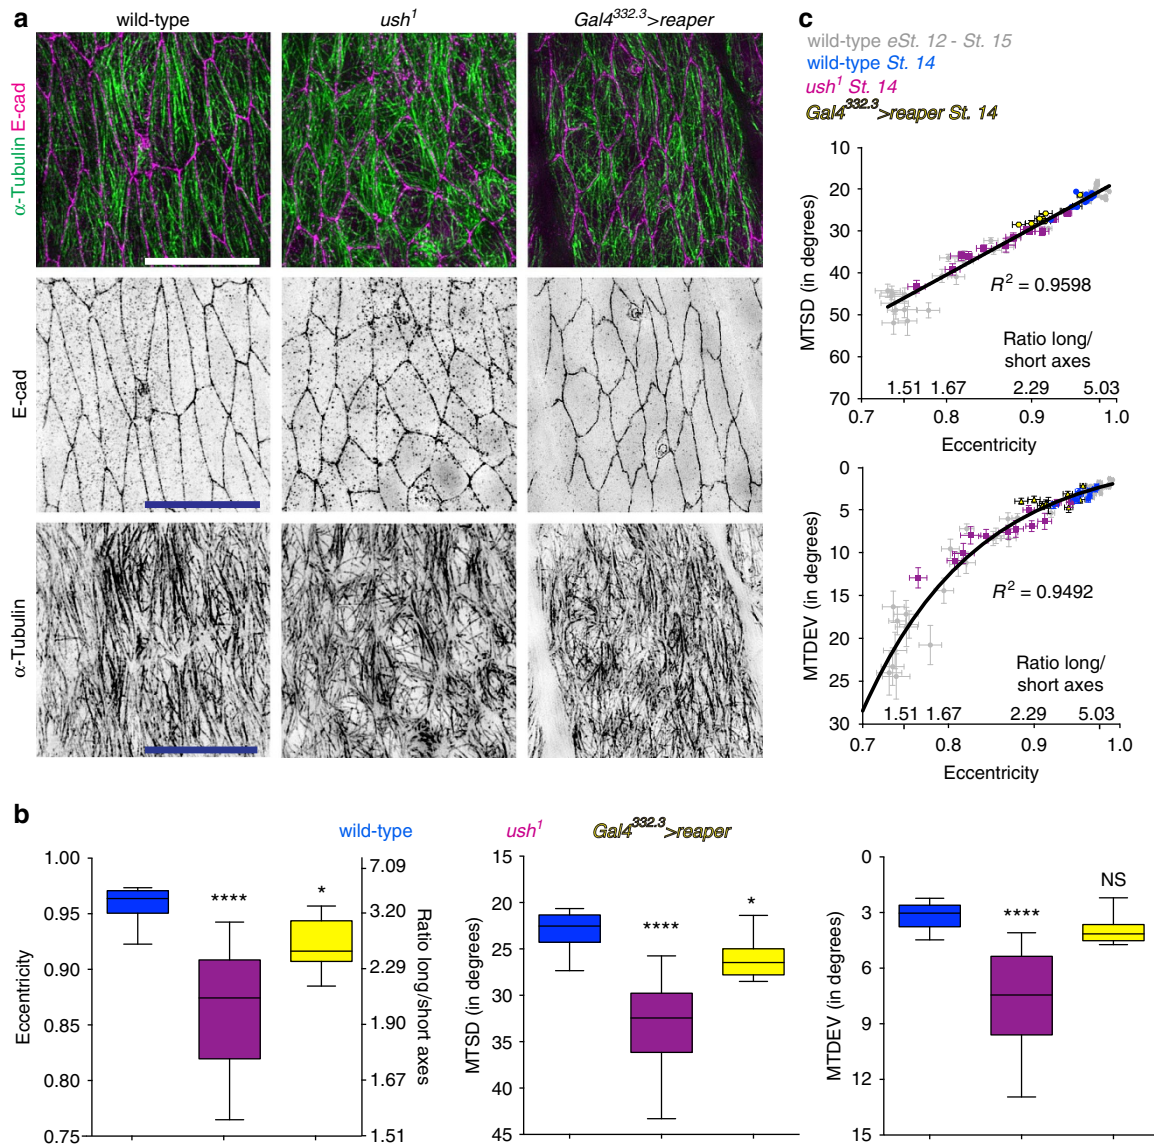 a
wild-type
ush¹
Gal4³³²·³>reaper
α-Tubulin E-cad
E-cad
α-Tubulin
c
wild-type eSt. 12 - St. 15
wild-type St. 14
ush¹ St. 14
Gal4³³²·³>reaper St. 14
MTSD (in degrees)
10
20
30
40
50
60
70
R² = 0.9598
Ratio long/
short axes
1.51 1.67 2.29 5.03
0.7 0.8 0.9 1.0
Eccentricity
MTDEV (in degrees)
0
5
10
15
20
25
30
R² = 0.9492
Ratio long/
short axes
1.51 1.67 2.29 5.03
0.7 0.8 0.9 1.0
Eccentricity
b
wild-type
ush¹
Gal4³³²·³>reaper
Eccentricity
1.00
0.95
0.90
0.85
0.80
0.75
****
*
7.09
3.20
2.29
1.90
1.67
1.51
Ratio long/short axes
MTSD (in degrees)
15
20
25
30
35
40
45
****
*
MTDEV (in degrees)
0
3
6
9
12
15
****
NS